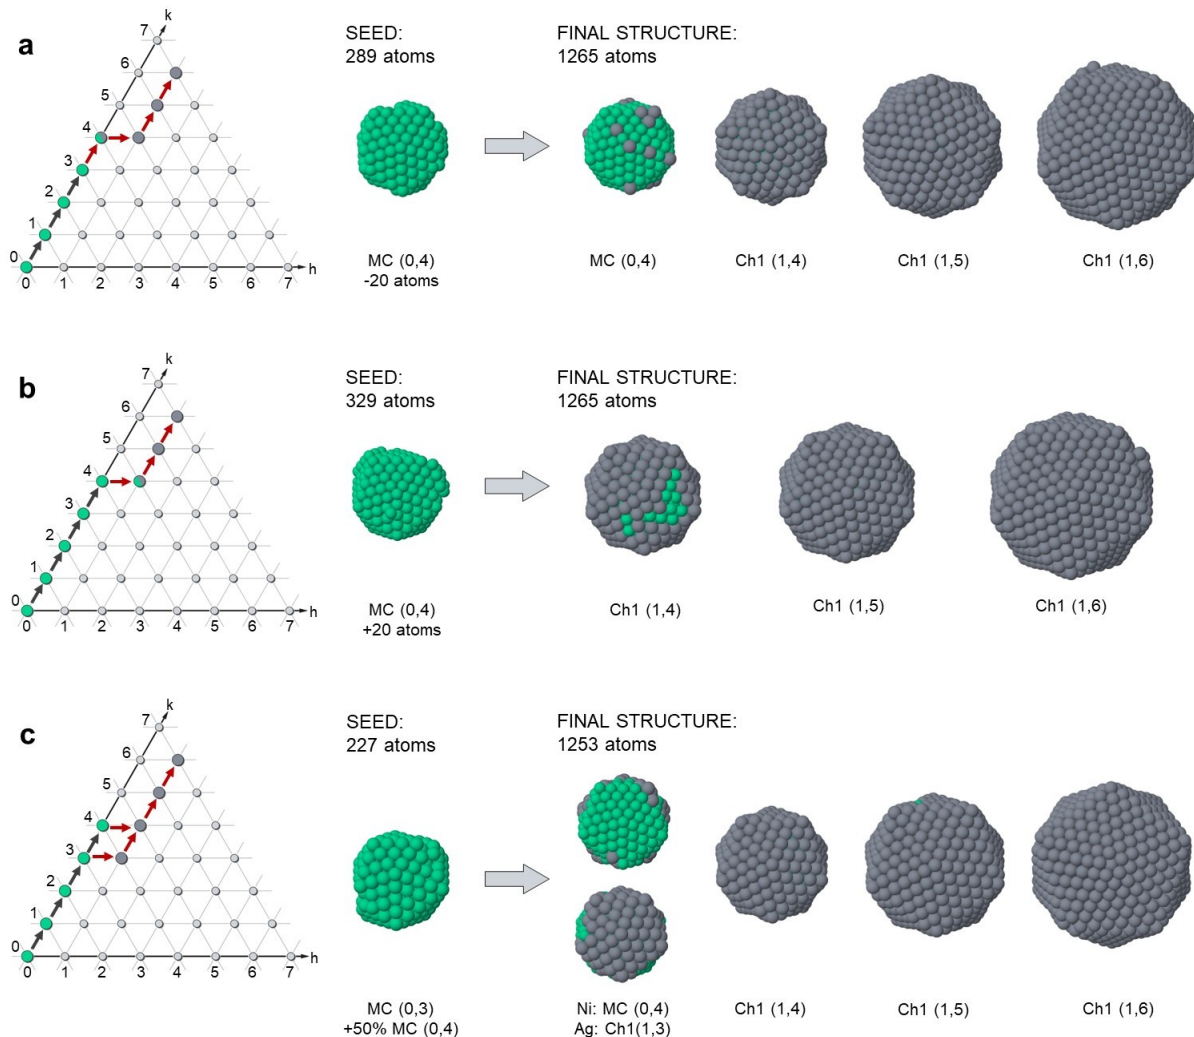 a
k
7
6
5
4
3
2
1
0
0 1 2 3 4 5 6 7 h
SEED:
289 atoms
FINAL STRUCTURE:
1265 atoms
MC (0,4)
-20 atoms
MC (0,4)
Ch1 (1,4)
Ch1 (1,5)
Ch1 (1,6)
b
k
7
6
5
4
3
2
1
0
0 1 2 3 4 5 6 7 h
SEED:
329 atoms
FINAL STRUCTURE:
1265 atoms
MC (0,4)
+20 atoms
Ch1 (1,4)
Ch1 (1,5)
Ch1 (1,6)
c
k
7
6
5
4
3
2
1
0
0 1 2 3 4 5 6 7 h
SEED:
227 atoms
FINAL STRUCTURE:
1253 atoms
MC (0,3)
+50% MC (0,4)
Ni: MC (0,4)
Ag: Ch1(1,3)
Ch1 (1,4)
Ch1 (1,5)
Ch1 (1,6)